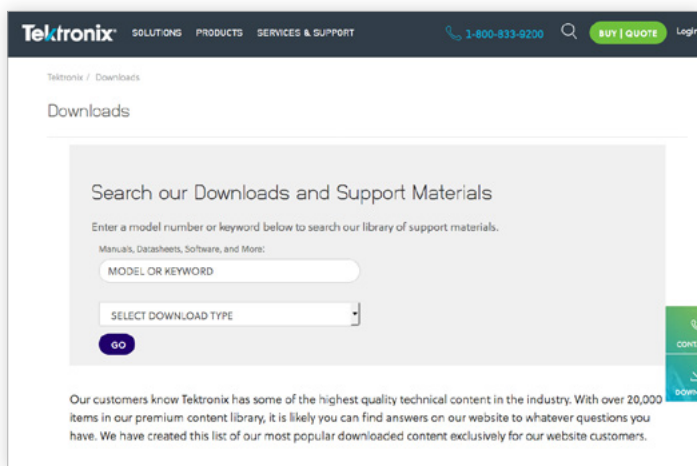 Tektronix SOLUTIONS PRODUCTS SERVICES & SUPPORT 1-800-833-9200 BUY | QUOTE Login
Tektronix / Downloads
Downloads
Search our Downloads and Support Materials
Enter a model number or keyword below to search our library of support materials.
Manuals, Datasheets, Software, and More:
MODEL OR KEYWORD
SELECT DOWNLOAD TYPE
GO
Our customers know Tektronix has some of the highest quality technical content in the industry. With over 20,000
items in our premium content library, it is likely you can find answers on our website to whatever questions you
have. We have created this list of our most popular downloaded content exclusively for our website customers.